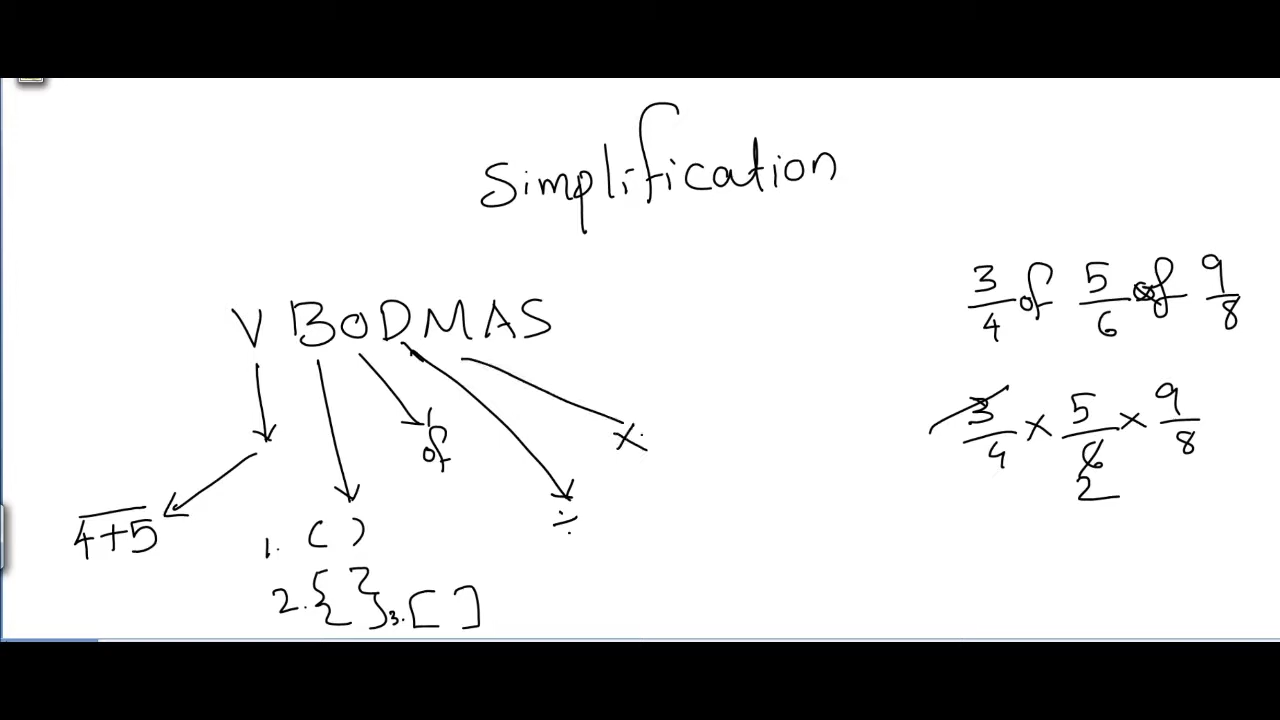 Simplification
V BODMAS
3/4 of 5/6 of 9/8
3/4 × 5/6 × 9/8
2
of
×
÷
4+5
1. ( )
2. { } 3. [ ]